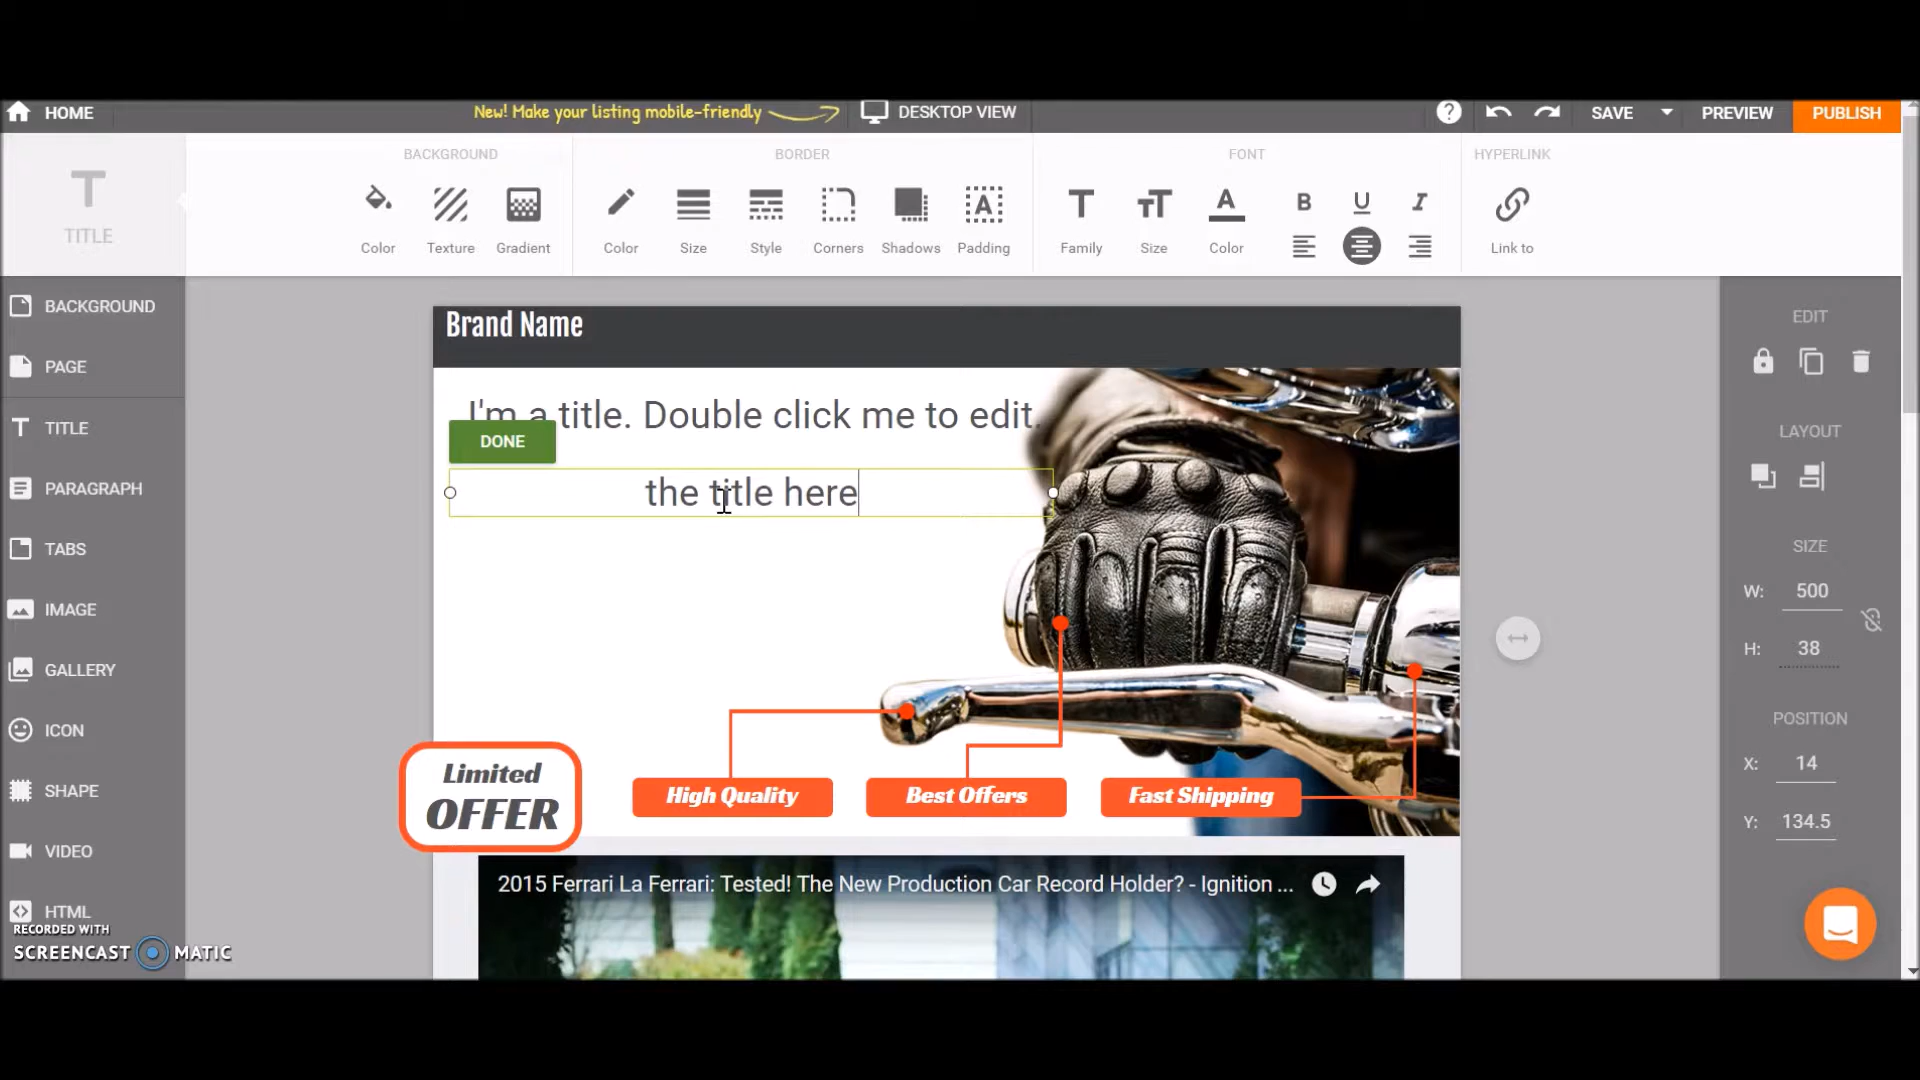 HOME
New! Make your listing mobile-friendly
DESKTOP VIEW
?
SAVE
PREVIEW
PUBLISH
T
TITLE
BACKGROUND
Color
Texture
Gradient
BORDER
Color
Size
Style
Corners
Shadows
Padding
FONT
Family
Size
Color
B
U
I
HYPERLINK
Link to
BACKGROUND
PAGE
TITLE
PARAGRAPH
TABS
IMAGE
GALLERY
ICON
SHAPE
VIDEO
HTML
RECORDED WITH
SCREENCAST MATIC
Brand Name
I'm a title. Double click me to edit.
DONE
the title here
Limited
OFFER
High Quality
Best Offers
Fast Shipping
2015 Ferrari La Ferrari: Tested! The New Production Car Record Holder? - Ignition ...
EDIT
LAYOUT
SIZE
W: 500
H: 38
POSITION
X: 14
Y: 134.5